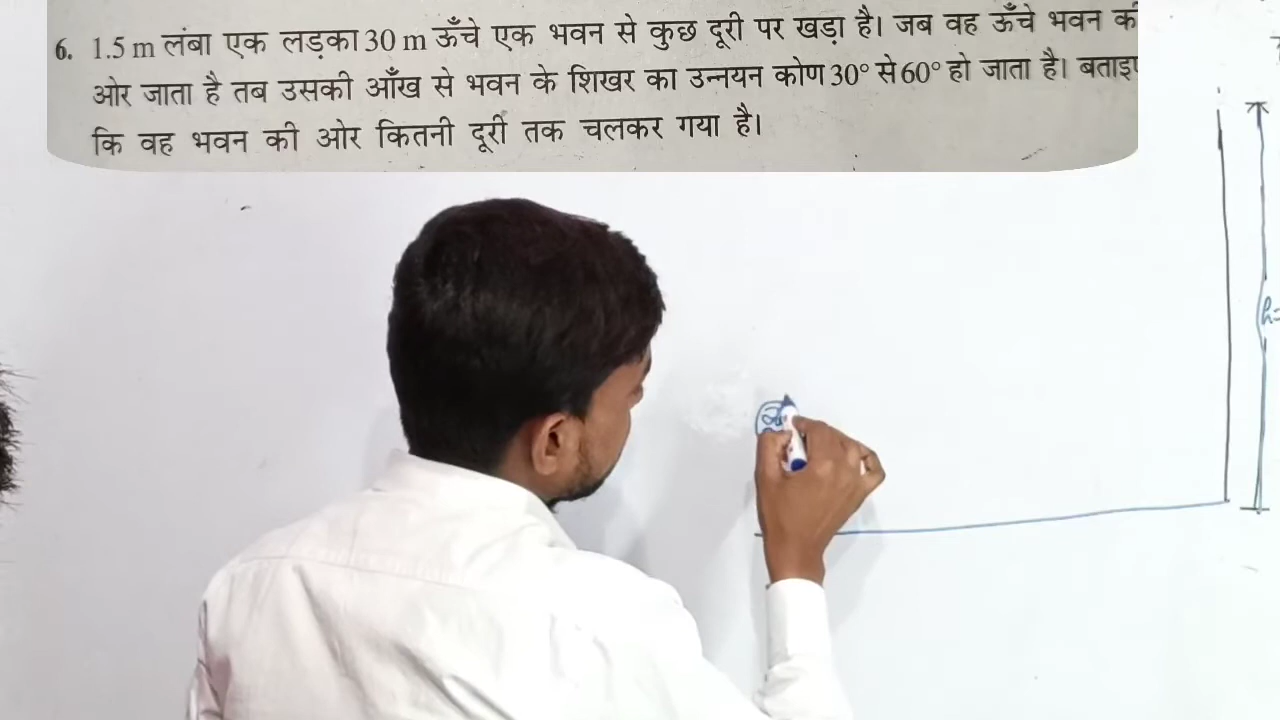 6. 1.5 m लंबा एक लड़का 30 m ऊँचे एक भवन से कुछ दूरी पर खड़ा है। जब वह ऊँचे भवन की
ओर जाता है तब उसकी आँख से भवन के शिखर का उन्नयन कोण 30° से 60° हो जाता है। बताइए
कि वह भवन की ओर कितनी दूरी तक चलकर गया है।
h=